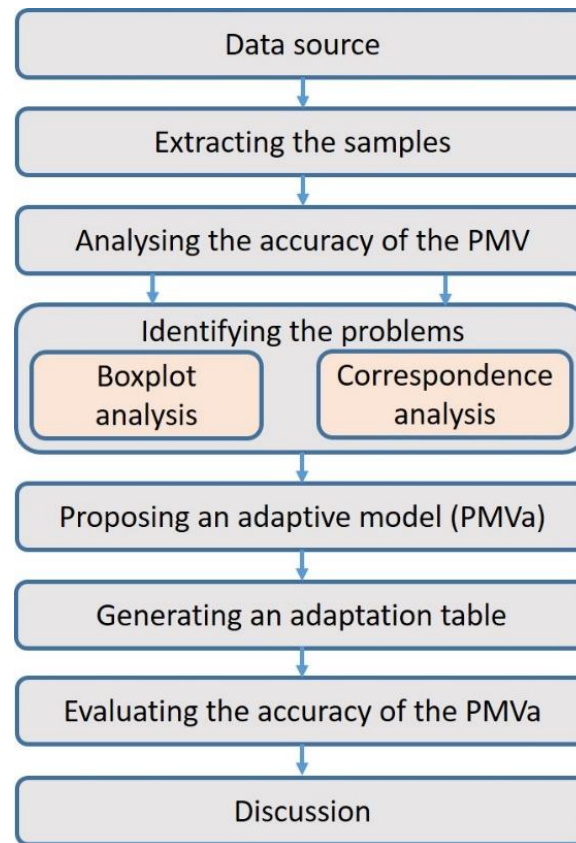 Data source
Extracting the samples
Analysing the accuracy of the PMV
Identifying the problems
Boxplot
analysis
Correspondence
analysis
Proposing an adaptive model (PMVa)
Generating an adaptation table
Evaluating the accuracy of the PMVa
Discussion